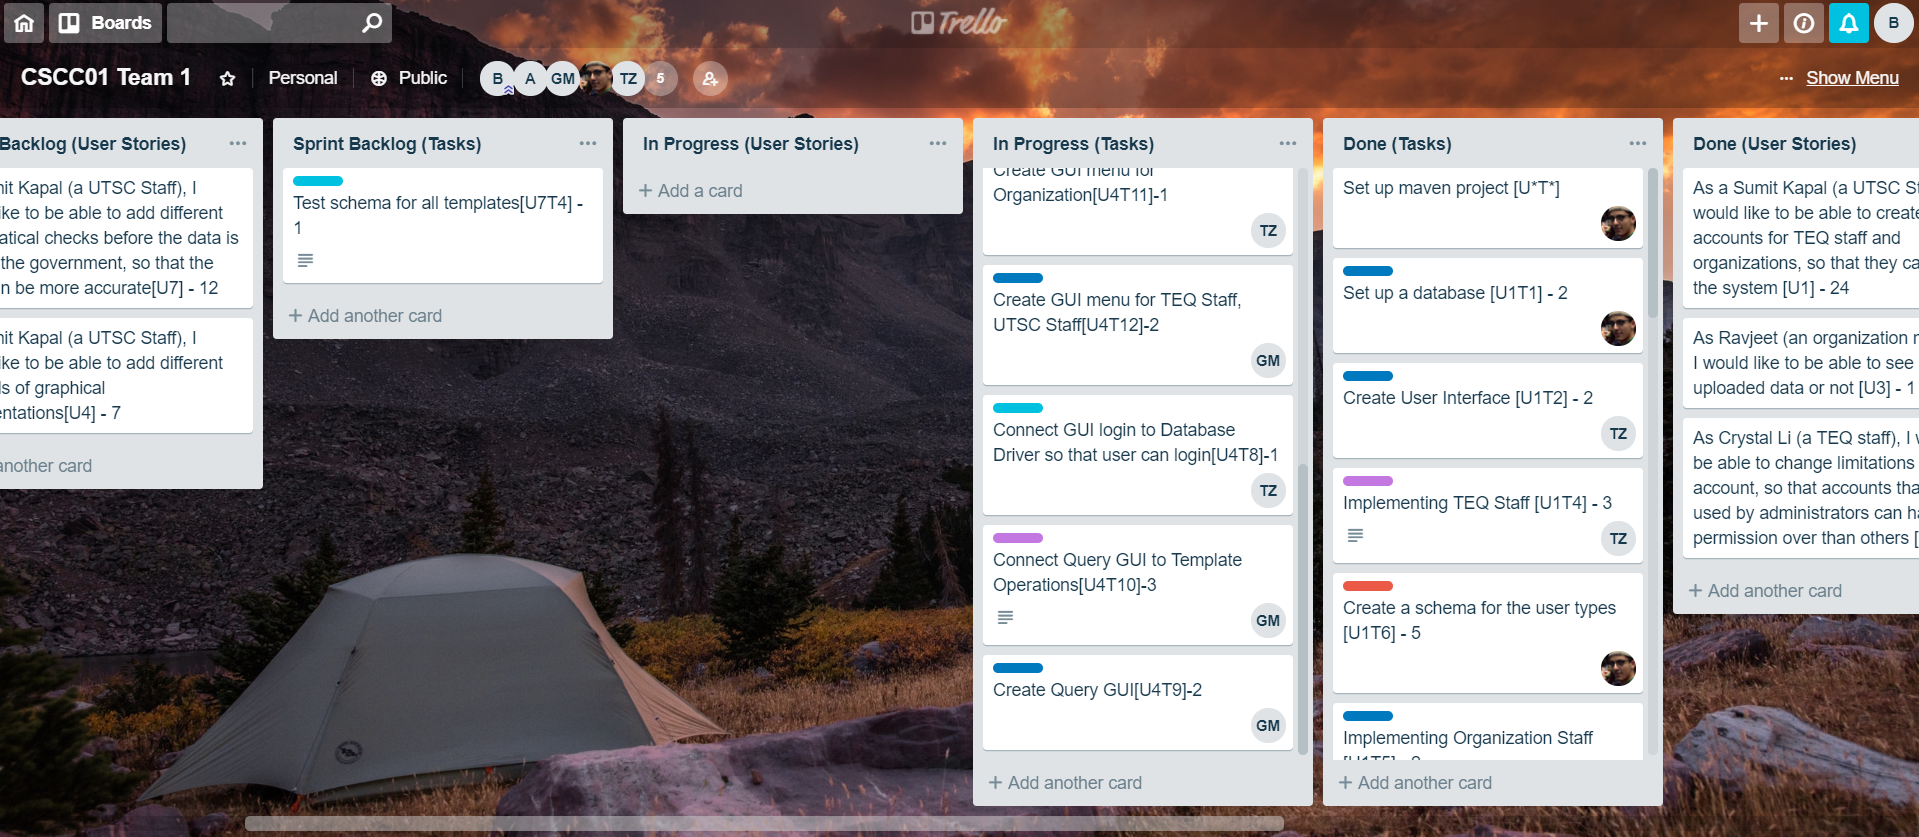 Boards
Trello
B
CSCC01 Team 1
Personal
Public
B
A
GM
TZ
5
Show Menu
Backlog (User Stories)
Kapal (a UTSC Staff), I
to be able to add different
checks before the data is
the government, so that the
be more accurate[U7] - 12
Kapal (a UTSC Staff), I
to be able to add different
of graphical
[U4] - 7
another card
Sprint Backlog (Tasks)
Test schema for all templates[U7T4] -
1
+ Add another card
In Progress (User Stories)
+ Add a card
In Progress (Tasks)
Create GUI menu for
Organization[U4T11]-1
TZ
Create GUI menu for TEQ Staff,
UTSC Staff[U4T12]-2
GM
Connect GUI login to Database
Driver so that user can login[U4T8]-1
TZ
Connect Query GUI to Template
Operations[U4T10]-3
GM
Create Query GUI[U4T9]-2
GM
+ Add another card
Done (Tasks)
Set up maven project [U*T*]
Set up a database [U1T1] - 2
Create User Interface [U1T2] - 2
TZ
Implementing TEQ Staff [U1T4] - 3
TZ
Create a schema for the user types
[U1T6] - 5
Implementing Organization Staff
+ Add another card
Done (User Stories)
As a Sumit Kapal (a UTSC
would like to be able to create
accounts for TEQ staff and
organizations, so that they
the system [U1] - 24
As Ravjeet (an organization
I would like to be able to see
uploaded data or not [U3] - 1
As Crystal Li (a TEQ staff), I
be able to change limitations
account, so that accounts
used by administrators can
permission over than others [
+ Add another card